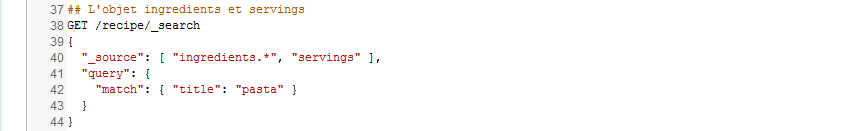 37 ## L'objet ingredients et servings
38 GET /recipe/_search
39 {
40   "_source": [ "ingredients.*", "servings" ],
41   "query": {
42     "match": { "title": "pasta" }
43   }
44 }